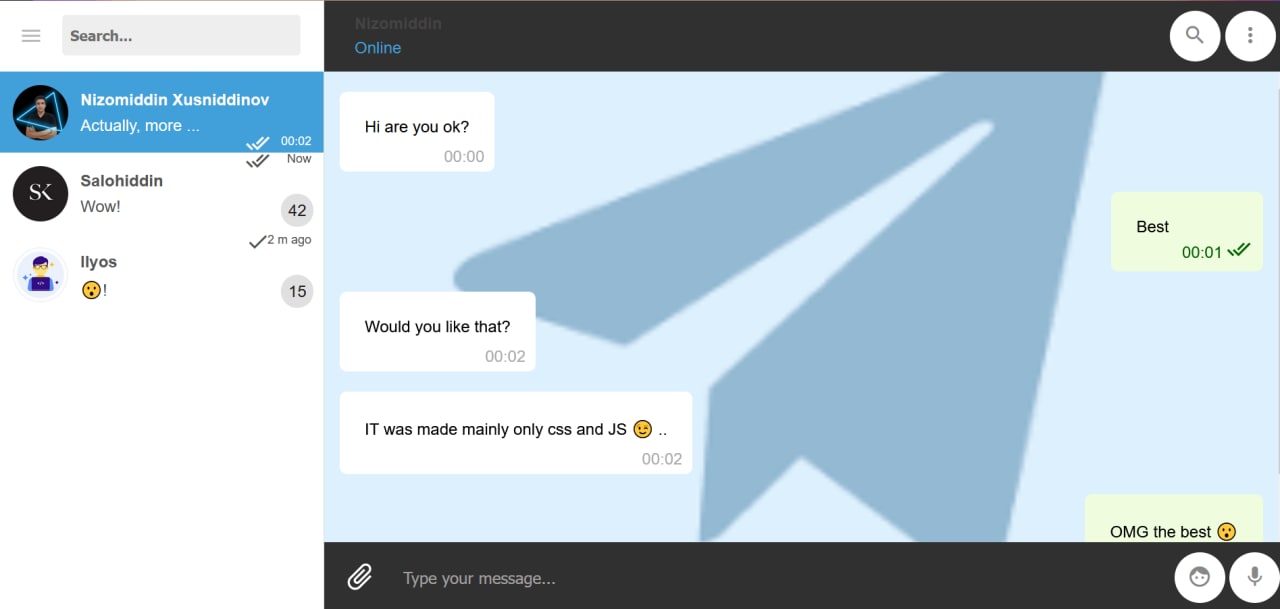 Search...
Nizomiddin Xusniddinov
Actually, more ...
00:02
Now
Salohiddin
Wow!
42
2 m ago
Ilyos
😮!
15
Nizomiddin
Online
Hi are you ok?
00:00
Best
00:01
Would you like that?
00:02
IT was made mainly only css and JS 😉 ..
00:02
OMG the best 😮
Type your message...
SK